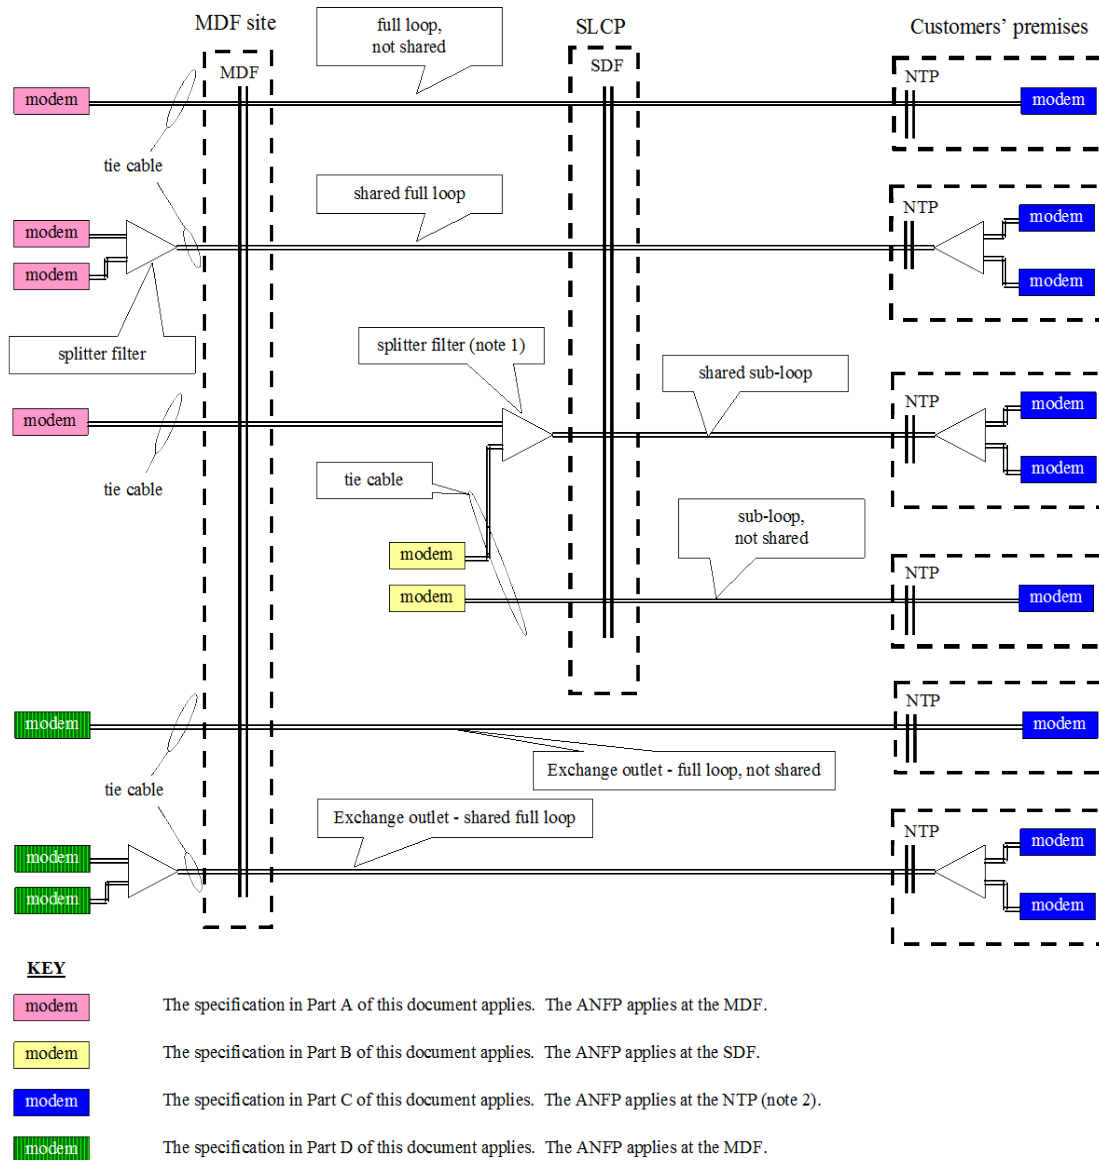 MDF site
full loop,
not shared
SLCP
Customers' premises
MDF
SDF
NTP
modem
modem
tie cable
shared full loop
NTP
modem
modem
modem
modem
splitter filter
splitter filter (note 1)
shared sub-loop
NTP
modem
modem
modem
tie cable
tie cable
sub-loop,
not shared
modem
modem
NTP
modem
NTP
modem
modem
Exchange outlet - full loop, not shared
tie cable
Exchange outlet - shared full loop
NTP
modem
modem
modem
modem
KEY
modem The specification in Part A of this document applies. The ANFP applies at the MDF.
modem The specification in Part B of this document applies. The ANFP applies at the SDF.
modem The specification in Part C of this document applies. The ANFP applies at the NTP (note 2).
modem The specification in Part D of this document applies. The ANFP applies at the MDF.